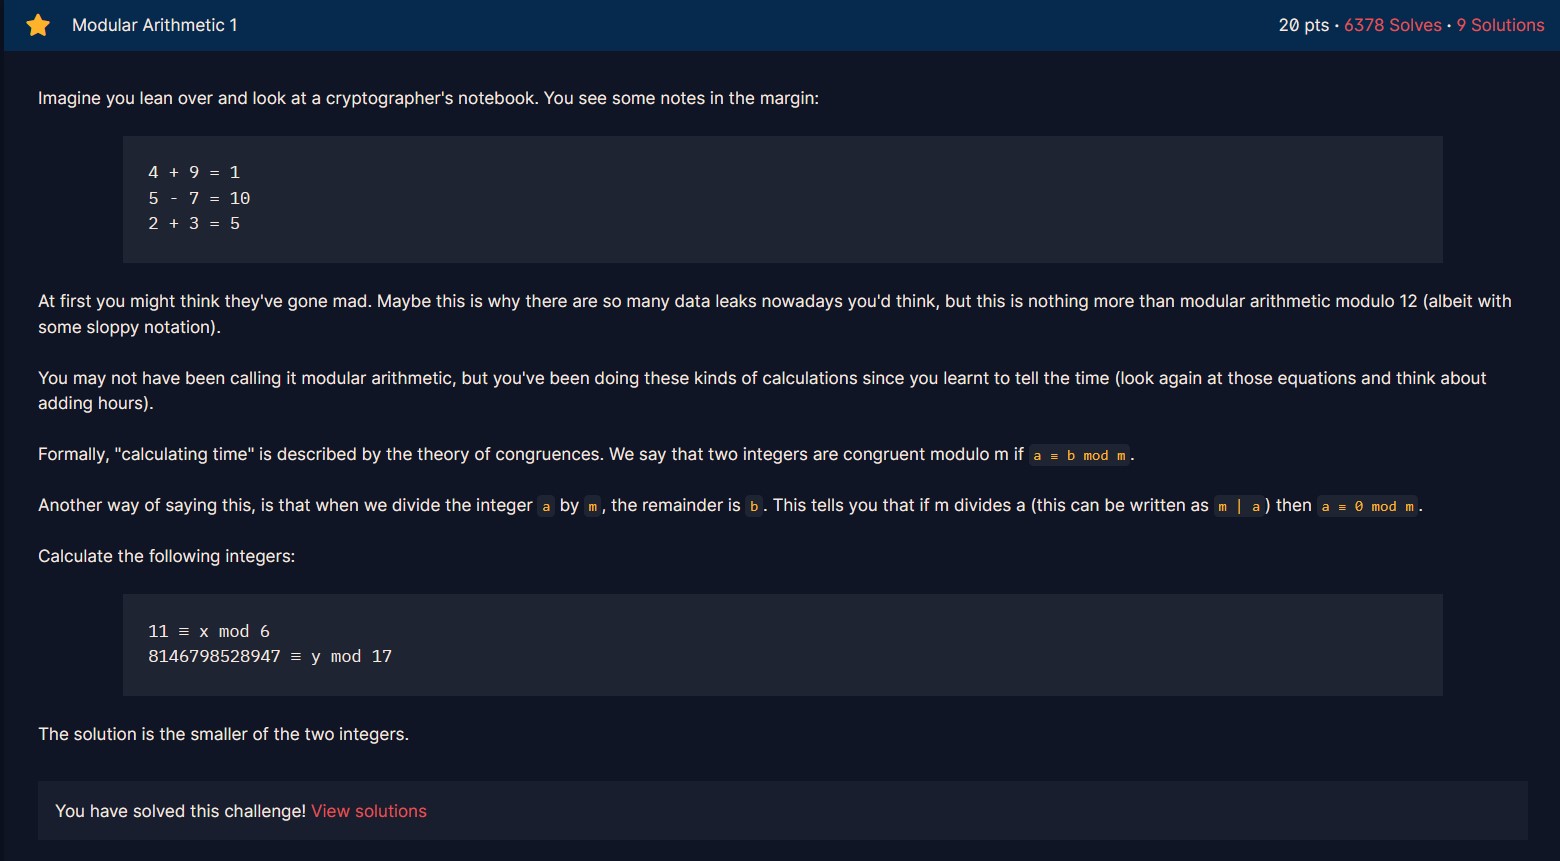 Modular Arithmetic 1
20 pts · 6378 Solves · 9 Solutions
Imagine you lean over and look at a cryptographer's notebook. You see some notes in the margin:
4 + 9 = 1
5 - 7 = 10
2 + 3 = 5
At first you might think they've gone mad. Maybe this is why there are so many data leaks nowadays you'd think, but this is nothing more than modular arithmetic modulo 12 (albeit with
some sloppy notation).
You may not have been calling it modular arithmetic, but you've been doing these kinds of calculations since you learnt to tell the time (look again at those equations and think about
adding hours).
Formally, "calculating time" is described by the theory of congruences. We say that two integers are congruent modulo m if a ≡ b mod m.
Another way of saying this, is that when we divide the integer a by m, the remainder is b. This tells you that if m divides a (this can be written as m | a) then a ≡ 0 mod m.
Calculate the following integers:
11 ≡ x mod 6
8146798528947 ≡ y mod 17
The solution is the smaller of the two integers.
You have solved this challenge! View solutions